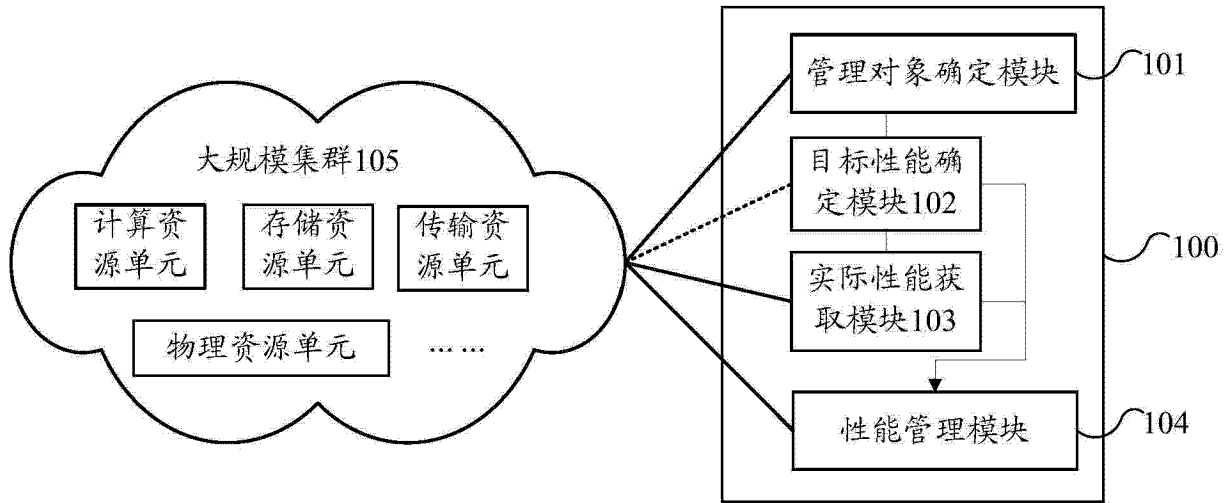 大规模集群105
计算资
源单元
存储资
源单元
传输资
源单元
物理资源单元
... ...
管理对象确定模块
101
目标性能确
定模块102
实际性能获
取模块103
100
性能管理模块
104